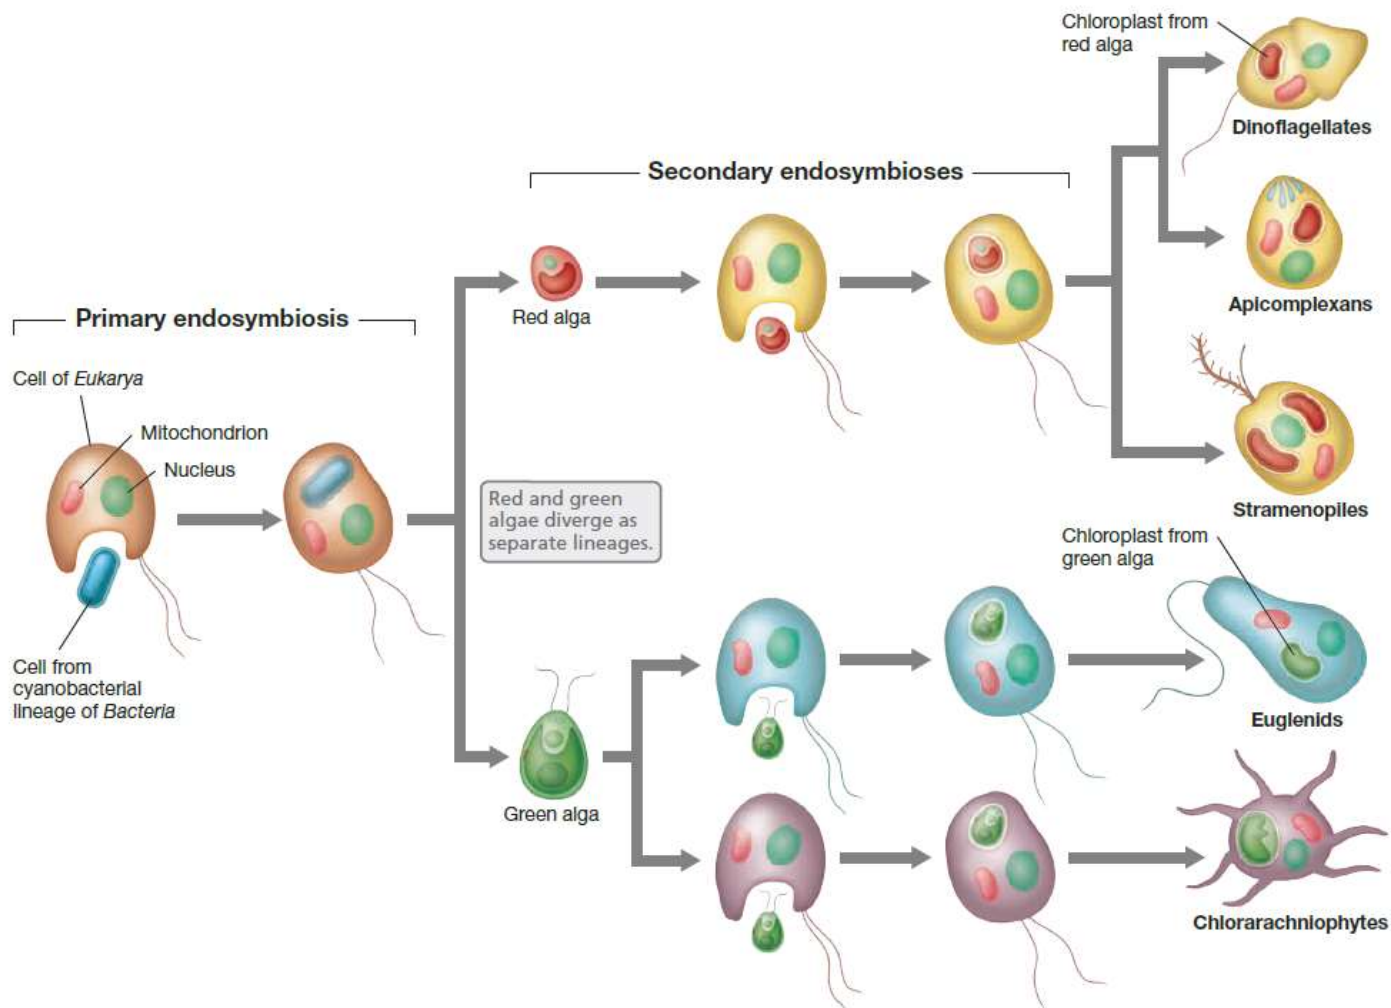 Chloroplast from
red alga
Dinoflagellates
Secondary endosymbioses
Red alga
Apicomplexans
Primary endosymbiosis
Cell of Eukarya
Mitochondrion
Nucleus
Red and green
algae diverge as
separate lineages.
Stramenopiles
Chloroplast from
green alga
Cell from
cyanobacterial
lineage of Bacteria
Euglenids
Green alga
Chlorarachniophytes